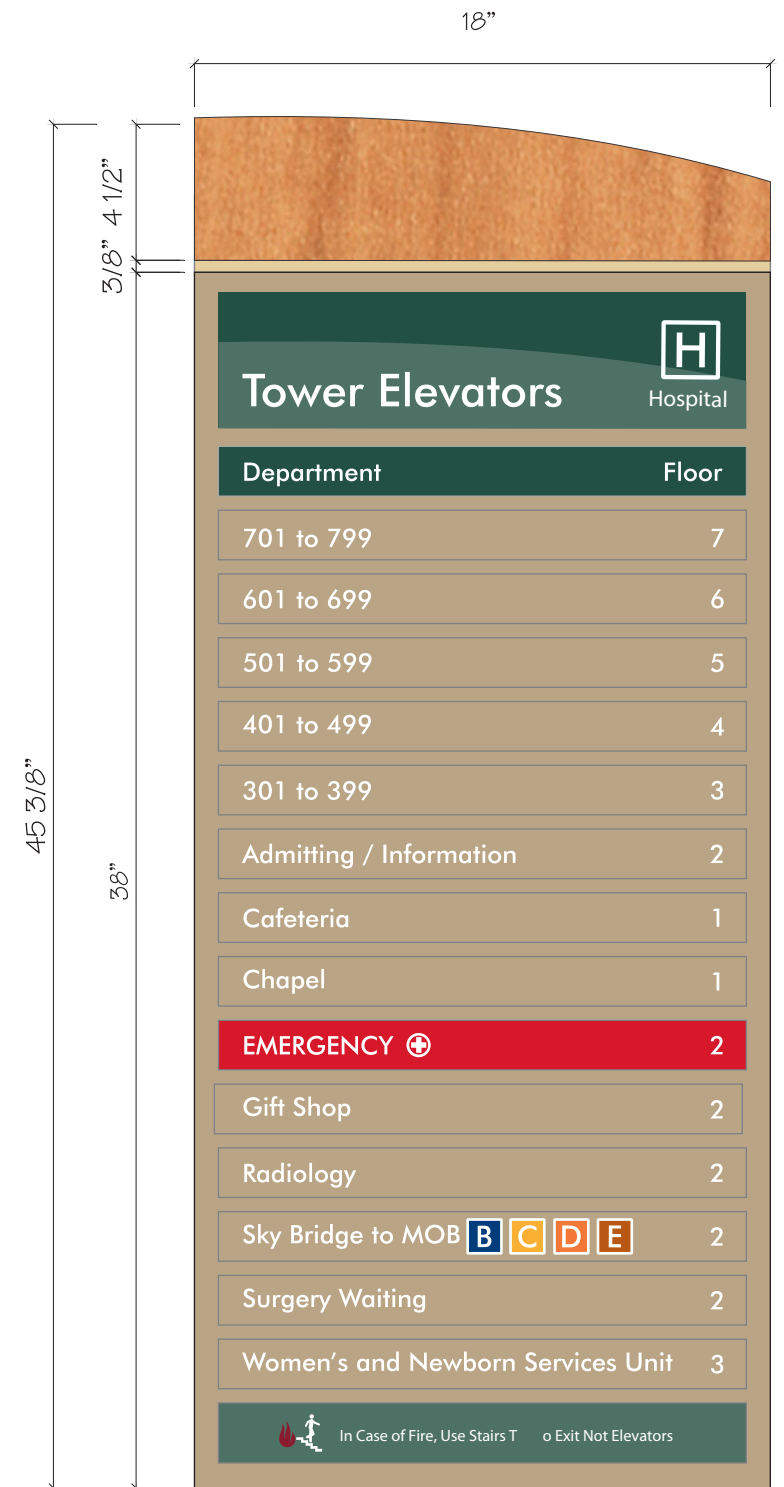 18”
4 1/2”
3/8”
45 3/8”
38”
H
Tower Elevators
Hospital
Department Floor
701 to 799 7
601 to 699 6
501 to 599 5
401 to 499 4
301 to 399 3
Admitting / Information 2
Cafeteria 1
Chapel 1
EMERGENCY 2
Gift Shop 2
Radiology 2
Sky Bridge to MOB B C D E 2
Surgery Waiting 2
Women’s and Newborn Services Unit 3
In Case of Fire, Use Stairs T o Exit Not Elevators